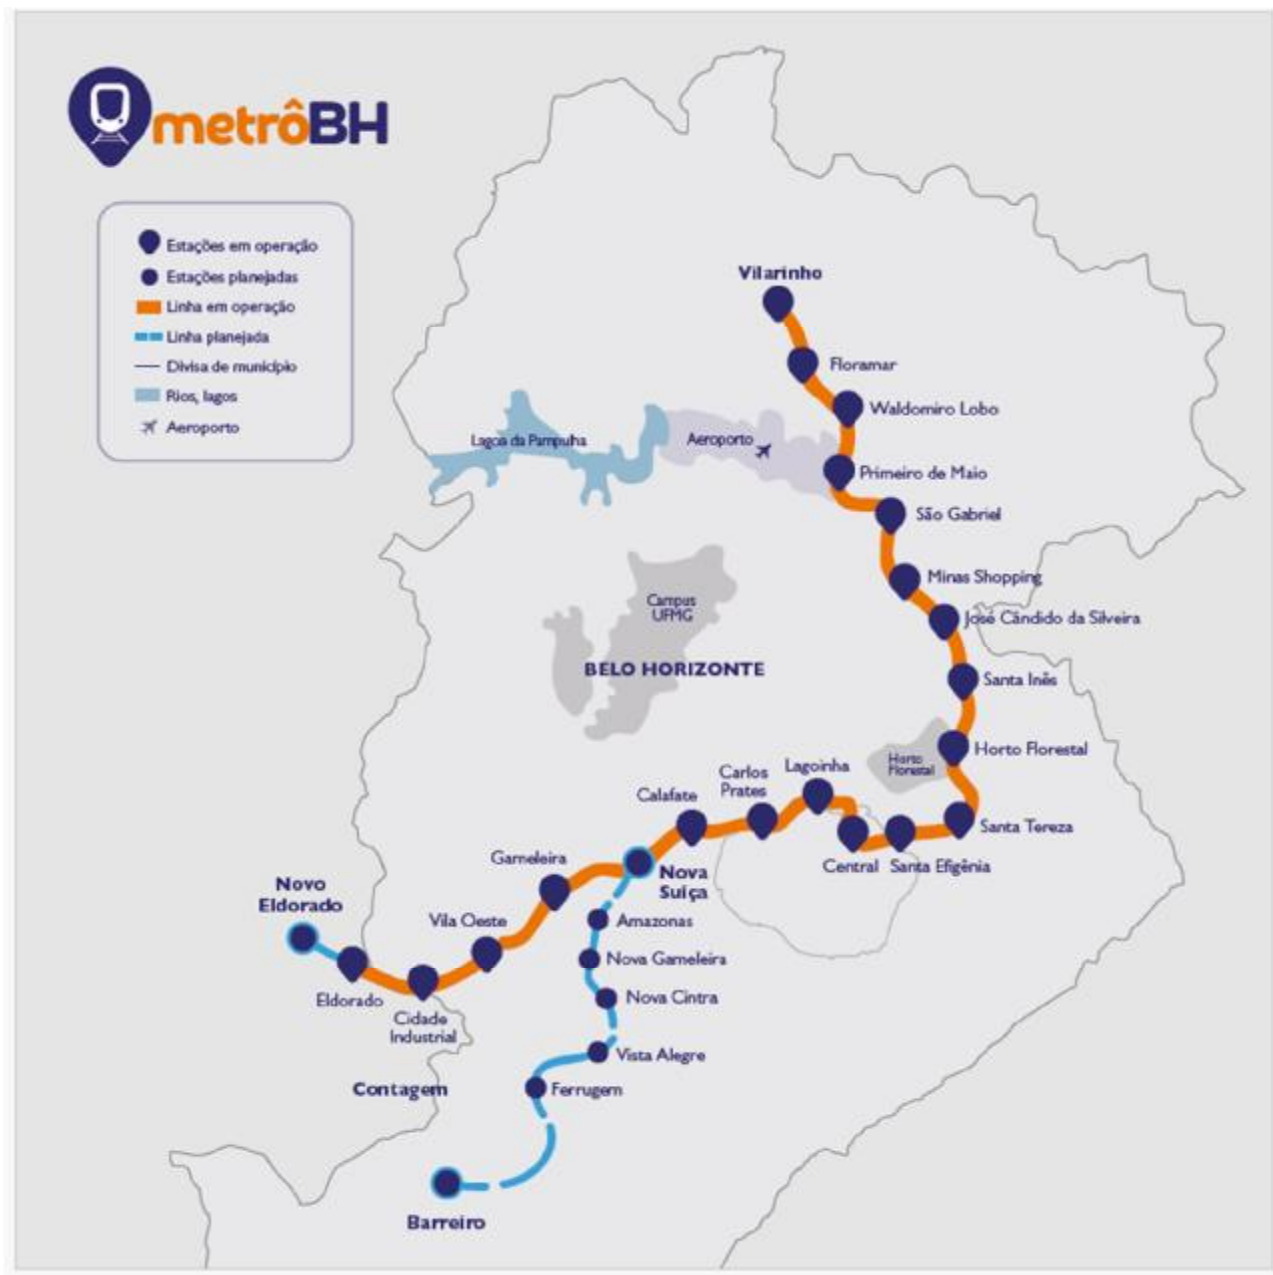 metrôBH
Estações em operação
Estações planejadas
Linha em operação
Linha planejada
Divisa de município
Rios, lagos
Aeroporto
Vilarinho
Floramar
Waldomiro Lobo
Lagoa da Pampulha
Aeroporto
Primeiro de Maio
São Gabriel
Minas Shopping
Campus
UFMG
José Cândido da Silveira
BELO HORIZONTE
Santa Inês
Horto Florestal
Horto
Florestal
Lagoinha
Carlos
Prates
Calafate
Santa Tereza
Central
Santa Efigênia
Gameleira
Nova
Suíça
Novo
Eldorado
Vila Oeste
Amazonas
Nova Gameleira
Eldorado
Nova Cintra
Cidade
Industrial
Vista Alegre
Contagem
Ferrugem
Barreiro